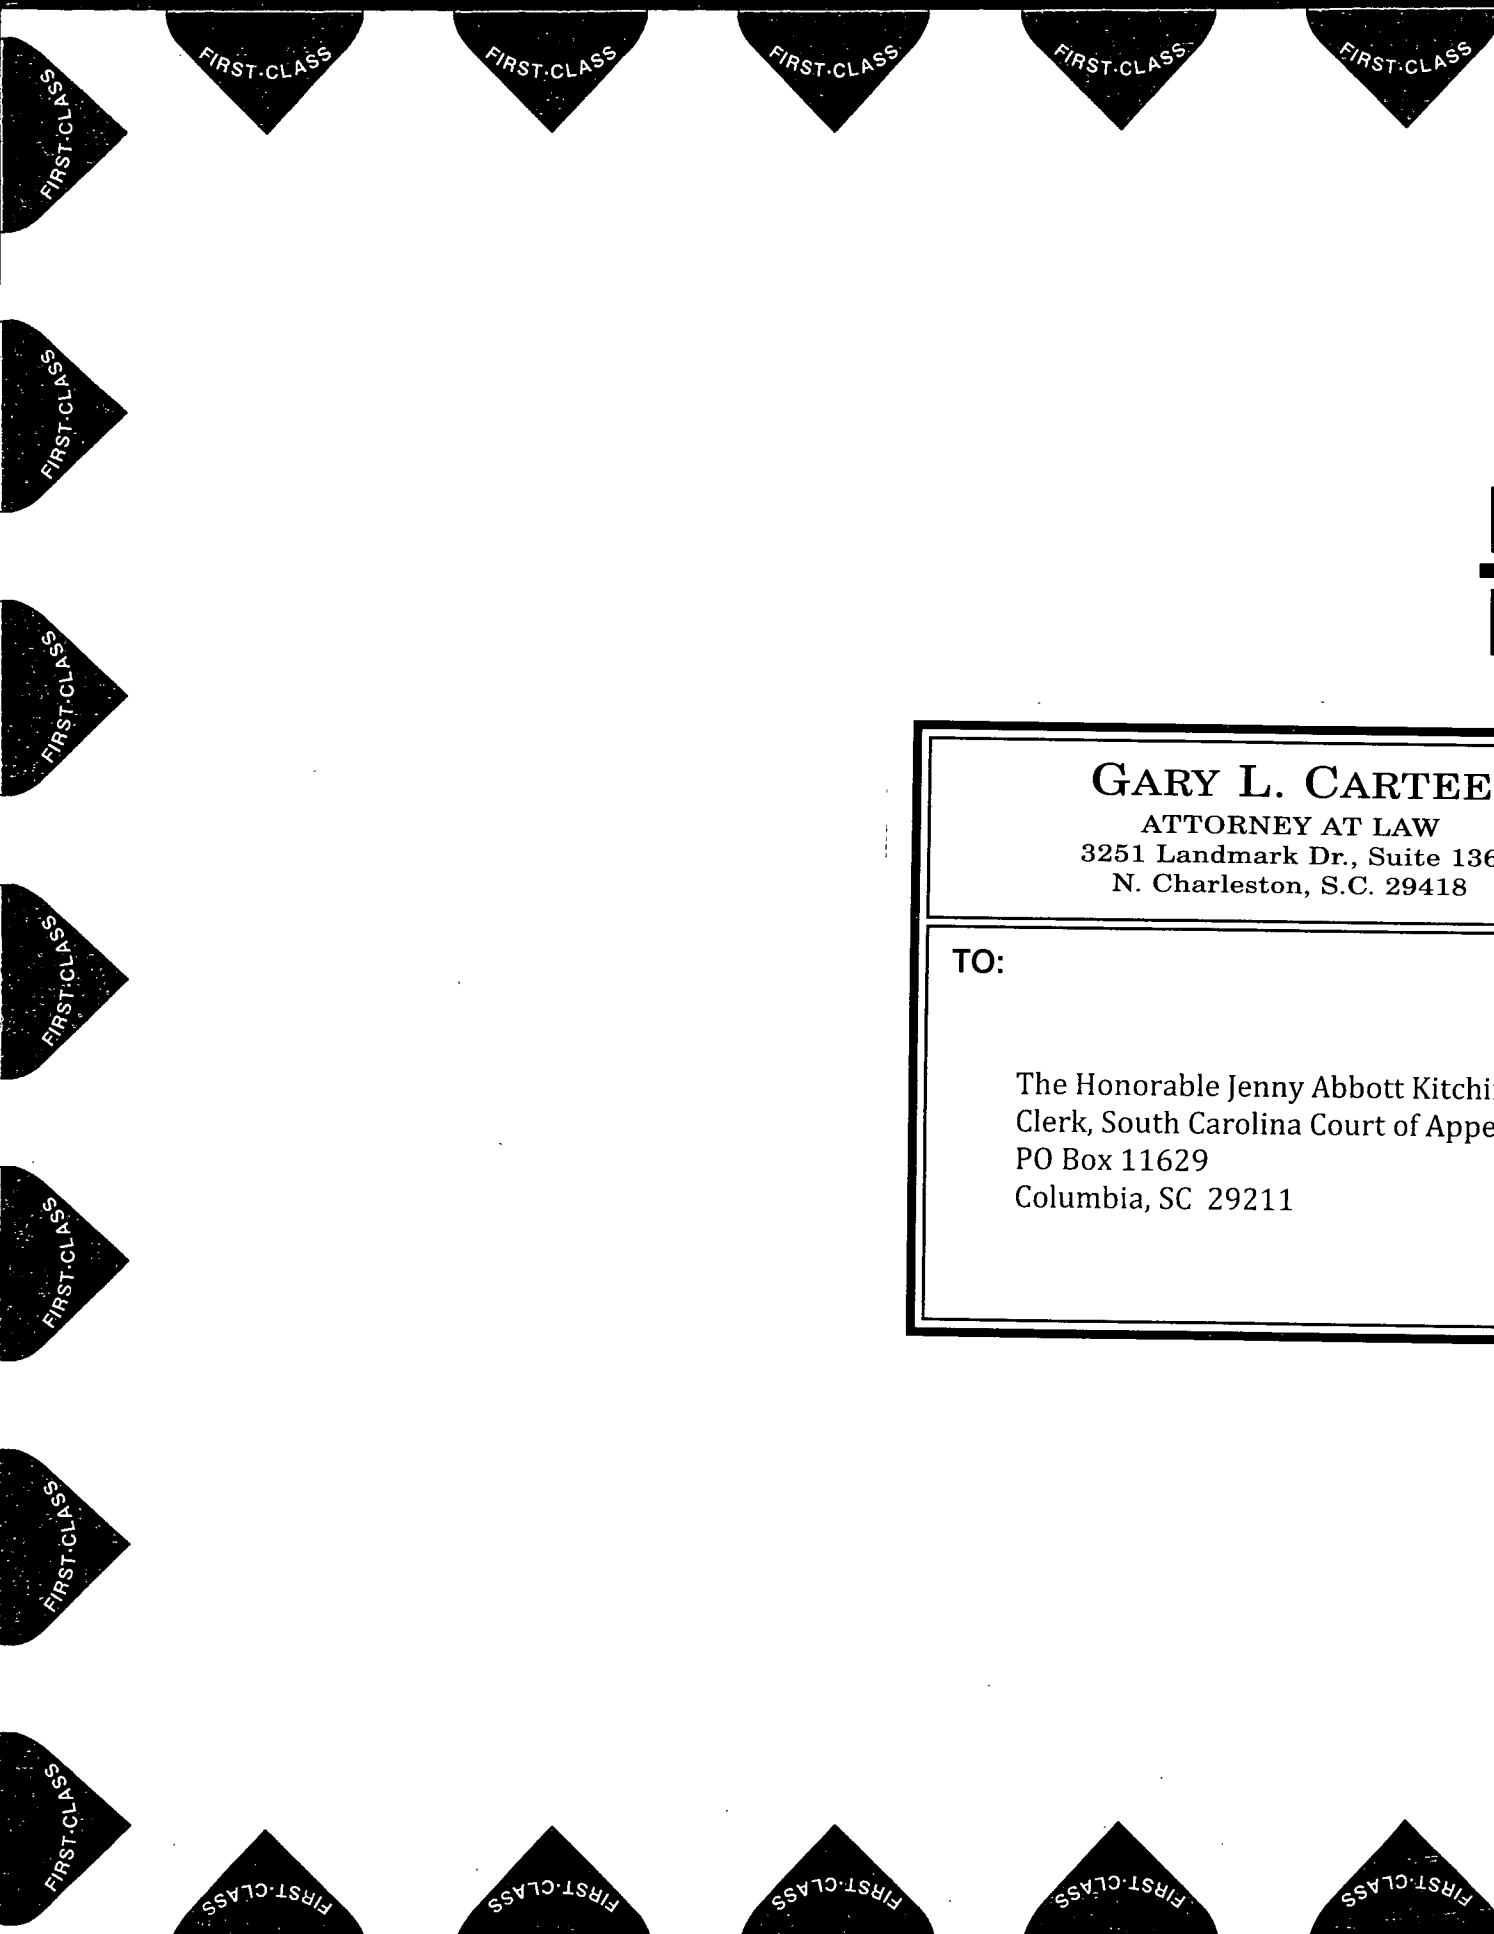 FIRST-CLASS FIRST-CLASS FIRST-CLASS FIRST-CLASS FIRST-CLASS
FIRST-CLASS
FIRST-CLASS
FIRST-CLASS
FIRST-CLASS
FIRST-CLASS
FIRST-CLASS
FIRST-CLASS
GARY L. CARTEE
ATTORNEY AT LAW
3251 Landmark Dr., Suite 136
N. Charleston, S.C. 29418
TO:
The Honorable Jenny Abbott
Clerk, South Carolina Court of
PO Box 11629
Columbia, SC 29211
FIRST-CLASS FIRST-CLASS FIRST-CLASS FIRST-CLASS FIRST-CLASS